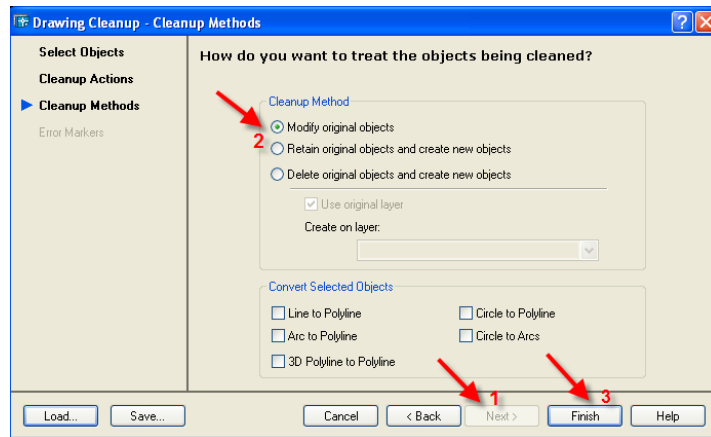 Drawing Cleanup - Cleanup Methods
Select Objects
Cleanup Actions
Cleanup Methods
Error Markers
How do you want to treat the objects being cleaned?
Cleanup Method
Modify original objects
2
Retain original objects and create new objects
Delete original objects and create new objects
Use original layer
Create on layer:
Convert Selected Objects
Line to Polyline
Circle to Polyline
Arc to Polyline
Circle to Arcs
3D Polyline to Polyline
1
3
Load... Save... Cancel < Back Next > Finish Help